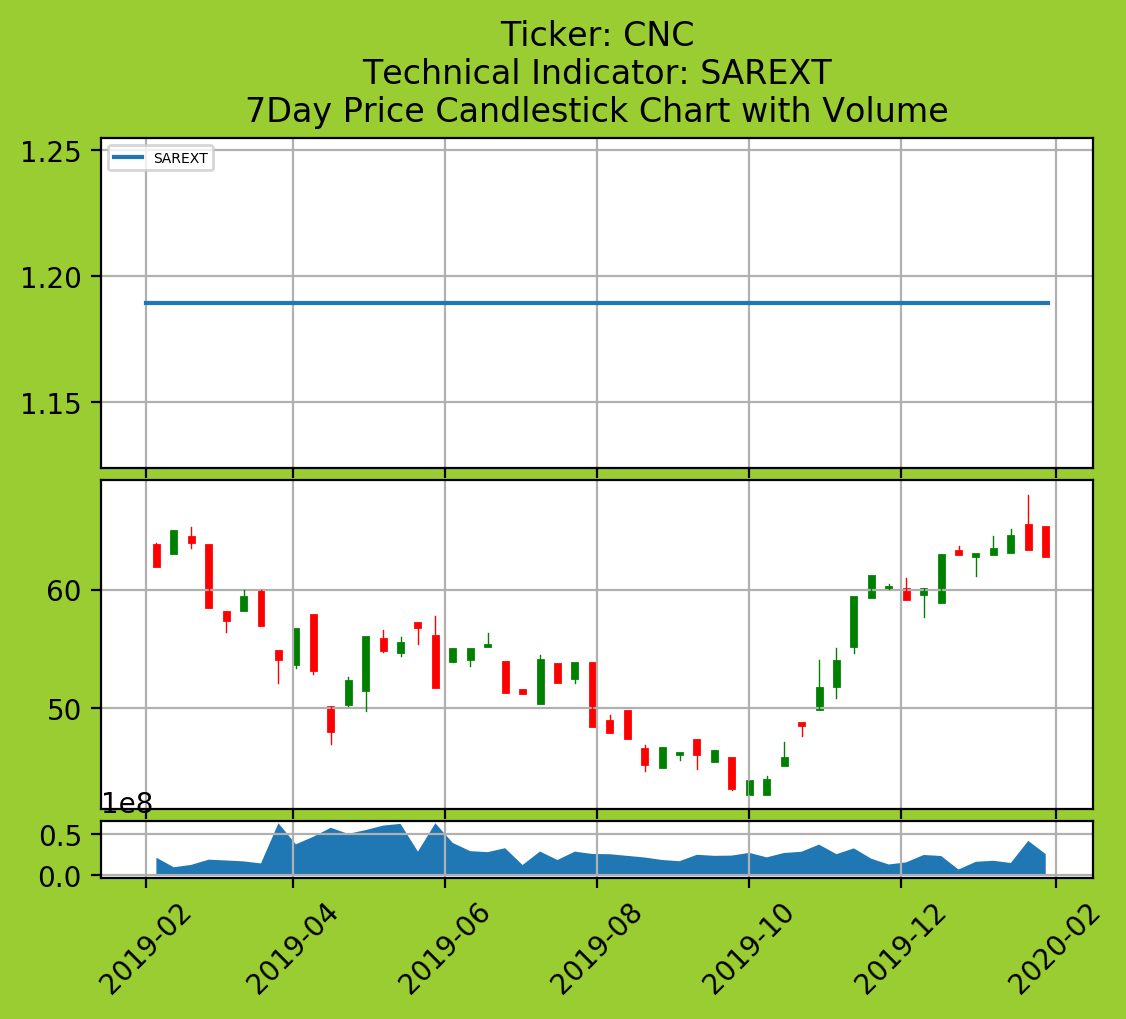 Ticker: CNC
Technical Indicator: SAREXT
7Day Price Candlestick Chart with Volume
1.25
SAREXT
1.20
1.15
60
50
1e8
0.5
0.0
2019-02
2019-04
2019-06
2019-08
2019-10
2019-12
2020-02